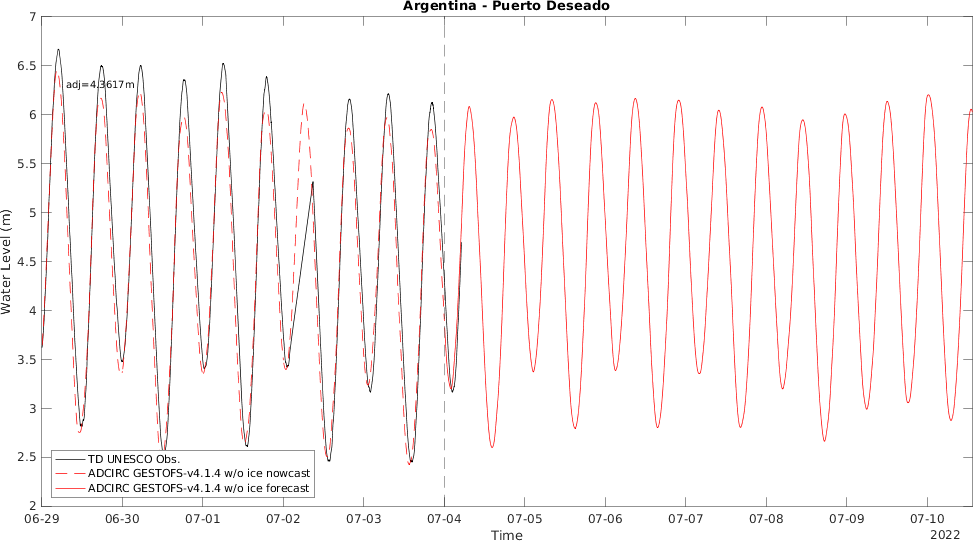 Argentina - Puerto Deseado
7
6.5
6
5.5
5
4.5
4
3.5
3
2.5
2
Water Level (m)
adj=4.3617m
TD UNESCO Obs.
ADCIRC GESTOFS-v4.1.4 w/o ice nowcast
ADCIRC GESTOFS-v4.1.4 w/o ice forecast
06-29 06-30 07-01 07-02 07-03 07-04 07-05 07-06 07-07 07-08 07-09 07-10
Time
2022